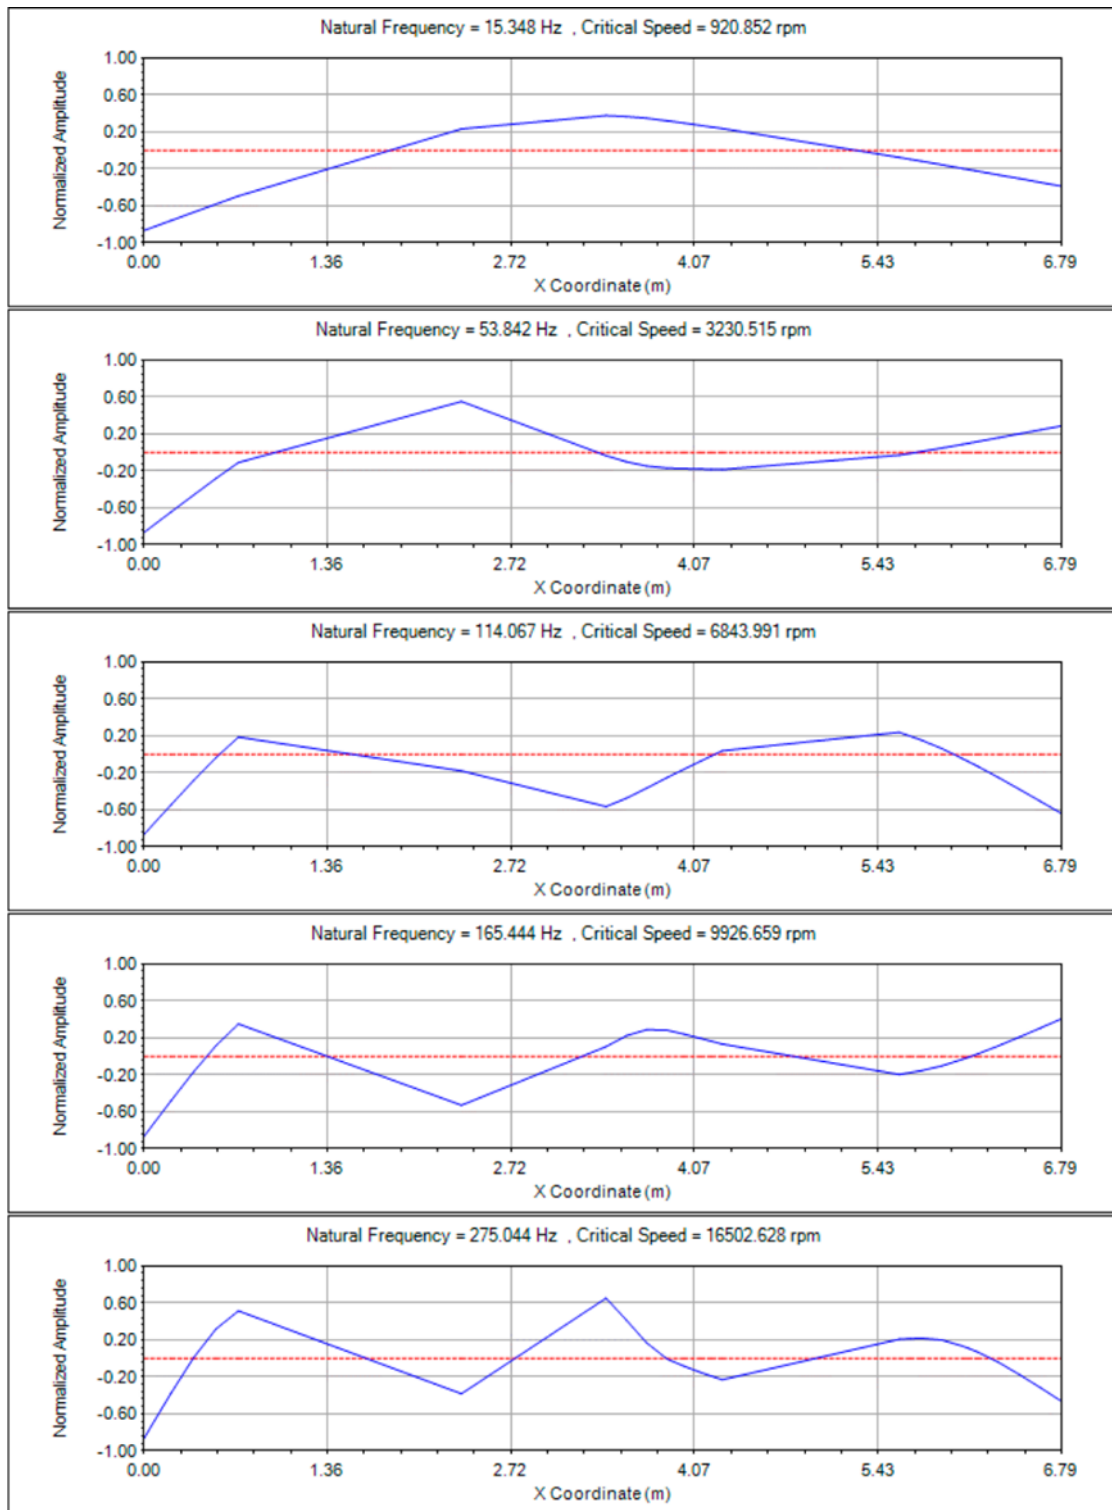 Natural Frequency = 15.348 Hz , Critical Speed = 920.852 rpm
Normalized Amplitude
1.00
0.60
0.20
-0.20
-0.60
-1.00
0.00 1.36 2.72 4.07 5.43 6.79
X Coordinate (m)
Natural Frequency = 53.842 Hz , Critical Speed = 3230.515 rpm
Normalized Amplitude
1.00
0.60
0.20
-0.20
-0.60
-1.00
0.00 1.36 2.72 4.07 5.43 6.79
X Coordinate (m)
Natural Frequency = 114.067 Hz , Critical Speed = 6843.991 rpm
Normalized Amplitude
1.00
0.60
0.20
-0.20
-0.60
-1.00
0.00 1.36 2.72 4.07 5.43 6.79
X Coordinate (m)
Natural Frequency = 165.444 Hz , Critical Speed = 9926.659 rpm
Normalized Amplitude
1.00
0.60
0.20
-0.20
-0.60
-1.00
0.00 1.36 2.72 4.07 5.43 6.79
X Coordinate (m)
Natural Frequency = 275.044 Hz , Critical Speed = 16502.628 rpm
Normalized Amplitude
1.00
0.60
0.20
-0.20
-0.60
-1.00
0.00 1.36 2.72 4.07 5.43 6.79
X Coordinate (m)